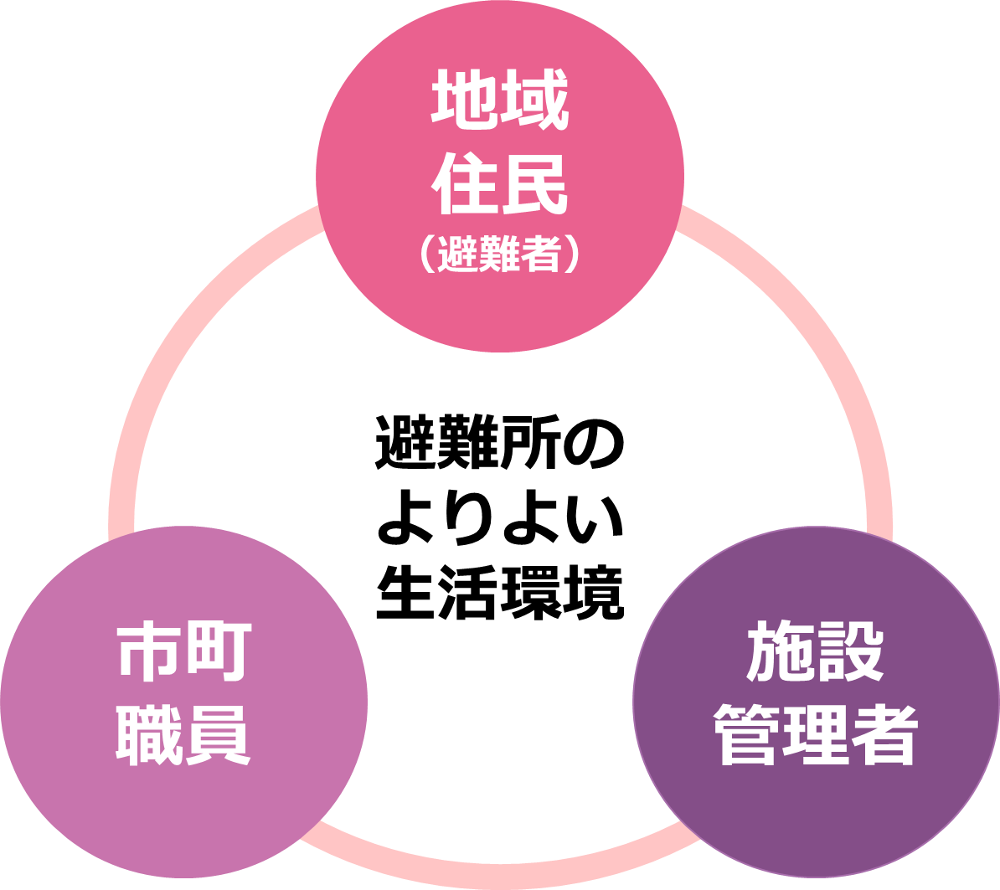 地域
住民
（避難者）
避難所の
よりよい
生活環境
市町
職員
施設
管理者